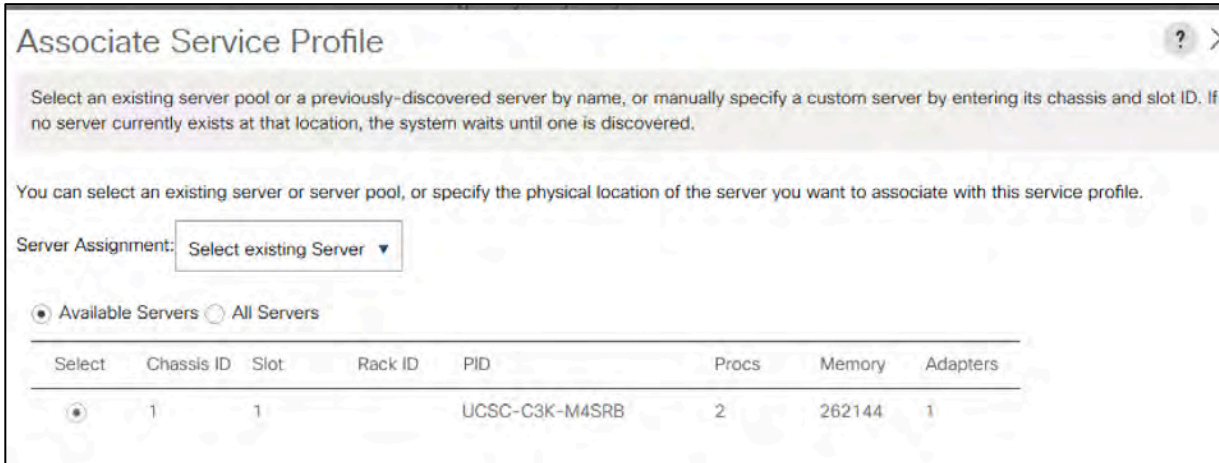 Associate Service Profile
?
Select an existing server pool or a previously-discovered server by name, or manually specify a custom server by entering its chassis and slot ID. If
no server currently exists at that location, the system waits until one is discovered.
You can select an existing server or server pool, or specify the physical location of the server you want to associate with this service profile.
Server Assignment: Select existing Server
Available Servers All Servers
Select Chassis ID Slot Rack ID PID Procs Memory Adapters
1 1 UCSC-C3K-M4SRB 2 262144 1